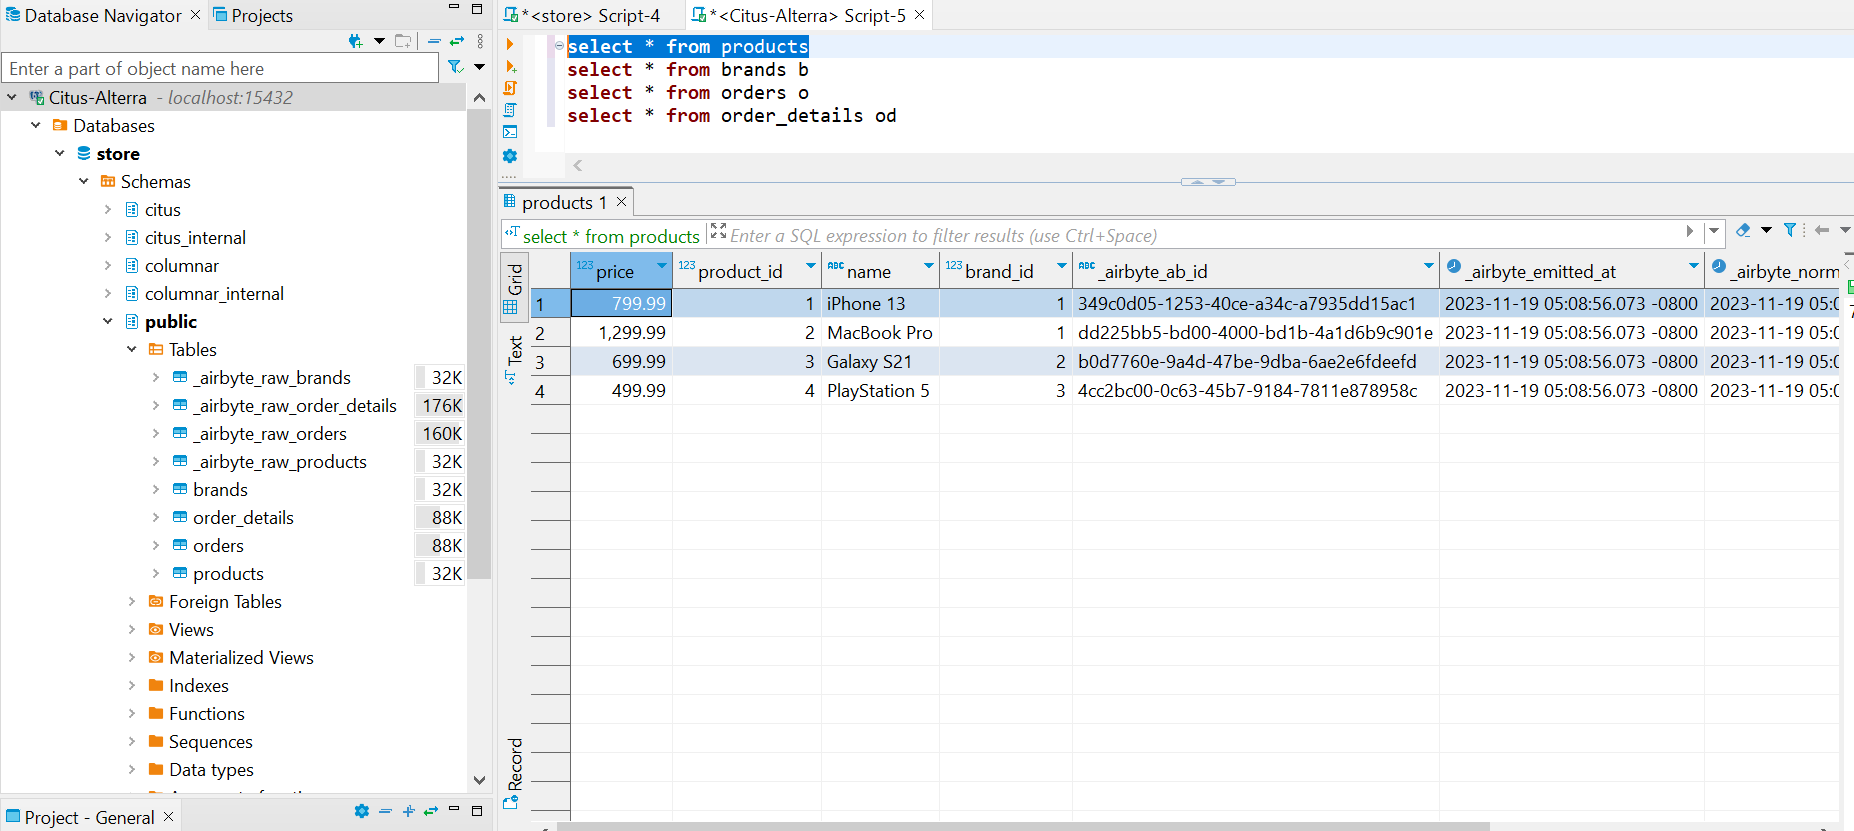 Database Navigator
Projects
Enter a part of object name here
Citus-Alterra - localhost:15432
Databases
store
Schemas
citus
citus_internal
columnar
columnar_internal
public
Tables
_airbyte_raw_brands 32K
_airbyte_raw_order_details 176K
_airbyte_raw_orders 160K
_airbyte_raw_products 32K
brands 32K
order_details 88K
orders 88K
products 32K
Foreign Tables
Views
Materialized Views
Indexes
Functions
Sequences
Data types
Project - General
*<store> Script-4
*<Citus-Alterra> Script-5
select * from products
select * from brands b
select * from orders o
select * from order_details od
products 1
select * from products
Enter a SQL expression to filter results (use Ctrl+Space)
Grid
Text
Record
123 price 123 product_id ABC name 123 brand_id ABC _airbyte_ab_id _airbyte_emitted_at _airbyte_norm
1 799.99 1 iPhone 13 1 349c0d05-1253-40ce-a34c-a7935dd15ac1 2023-11-19 05:08:56.073 -0800 2023-11-19 05:0
2 1,299.99 2 MacBook Pro 1 dd225bb5-bd00-4000-bd1b-4a1d6b9c901e 2023-11-19 05:08:56.073 -0800 2023-11-19 05:0
3 699.99 3 Galaxy S21 2 b0d7760e-9a4d-47be-9dba-6ae2e6fdeefd 2023-11-19 05:08:56.073 -0800 2023-11-19 05:0
4 499.99 4 PlayStation 5 3 4cc2bc00-0c63-45b7-9184-7811e878958c 2023-11-19 05:08:56.073 -0800 2023-11-19 05:0